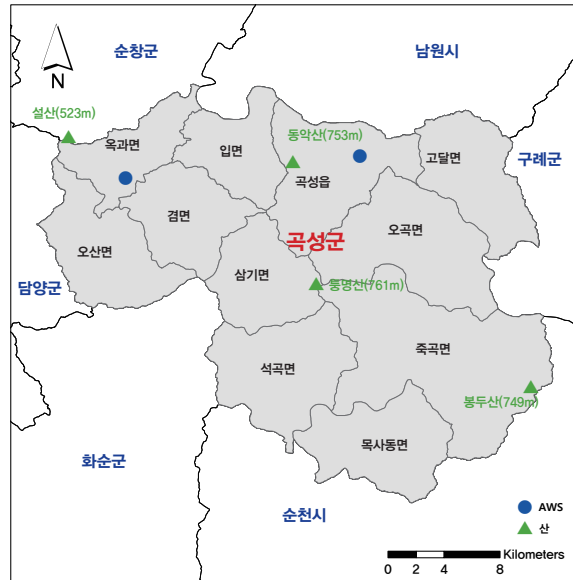 순창군
남원시
N
설산(523m)
동악산(753m)
옥과면
입면
고달면
구례군
곡성읍
겸면
오곡면
곡성군
오산면
삼기면
담양군
통명산(761m)
죽곡면
석곡면
봉두산(749m)
목사동면
화순군
순천시
AWS
산
Kilometers
0 2 4 8